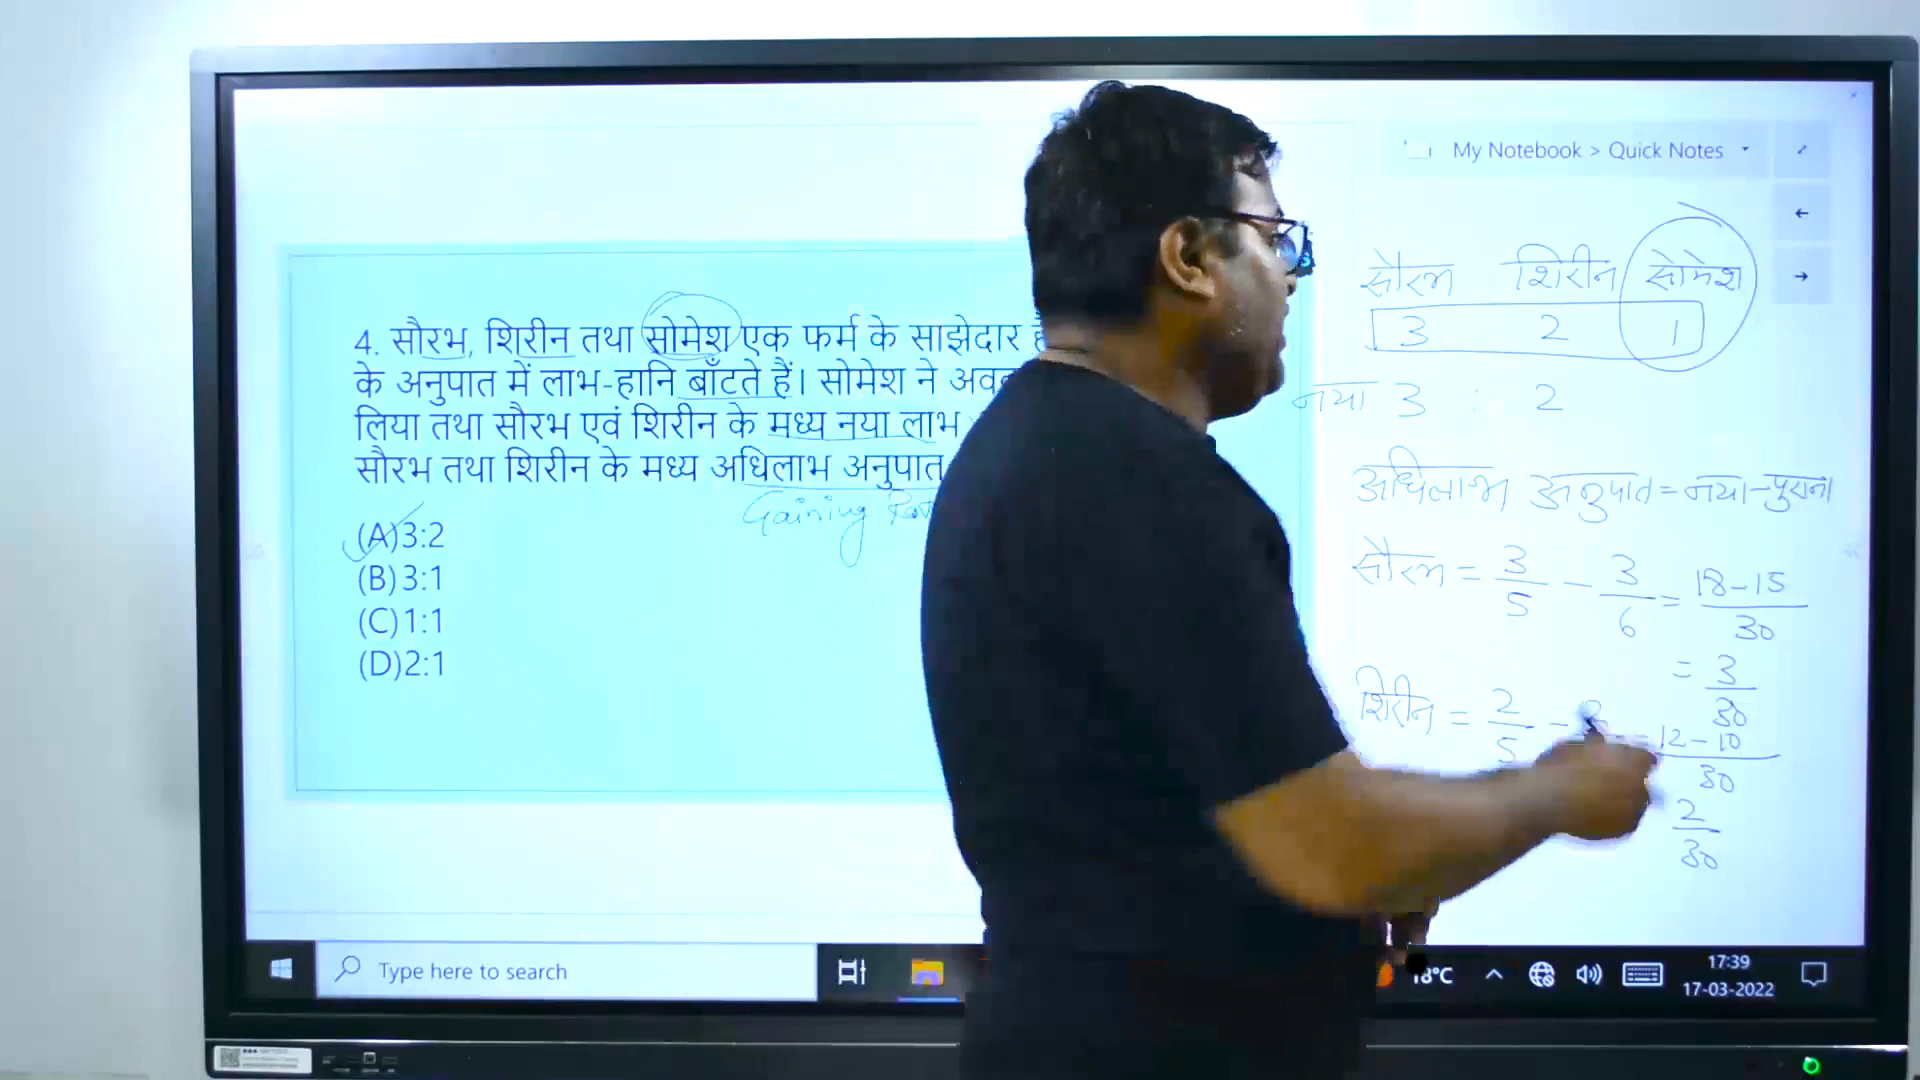 My Notebook > Quick Notes
4. सौरभ, शिरीन तथा सोमेश एक फर्म के साझेदार
के अनुपात में लाभ-हानि बाँटते हैं। सोमेश ने
लिया तथा सौरभ एवं शिरीन के मध्य नया लाभ
सौरभ तथा शिरीन के मध्य अधिलाभ अनुपात
Gaining
(A) 3:2
(B) 3:1
(C) 1:1
(D) 2:1
सौरभ शिरीन सोमेश
3 2 1
नया 3 : 2
अधिलाभ अनुपात = नया - पुराना
सौरभ = 3/5 - 3/6 = 18-15/30
= 3/30
शिरीन = 2/5 - = 12-10/30
2/30
Type here to search
18°C
17:39
17-03-2022